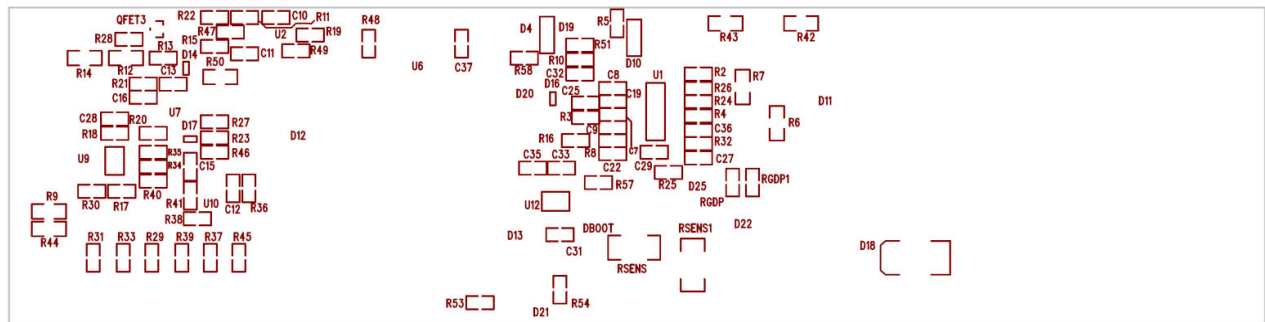 R22 C10 R11 R48 D19 R5
QFET3 R47 U2 R19 D4 R43 R42
R28 R15 R49 R51 D10
R13 C11 R10
R14 R12 D14 R50 U6 C37 R58 C32
R21 C13 C8 U1 R2 R7
C16 D20 D16 C25 C19 R26 R24 D11
C28 U7 R27 R3 R4 R6
R18 R20 D17 R23 D12 R16 C9 C36
U9 R35 R46 R8 C7 R32
R34 C15 C35 C33 C22 C29 C27
R40 R57 R25 D25 RGDP1
R9 R30 R17 R41 U10 C12 R36 U12 RGDP
R44 R38 D13 DBOOT RSENS1 D22
R31 R33 R29 R39 R37 R45 C31 D18
RSENS
R53 R54
D21